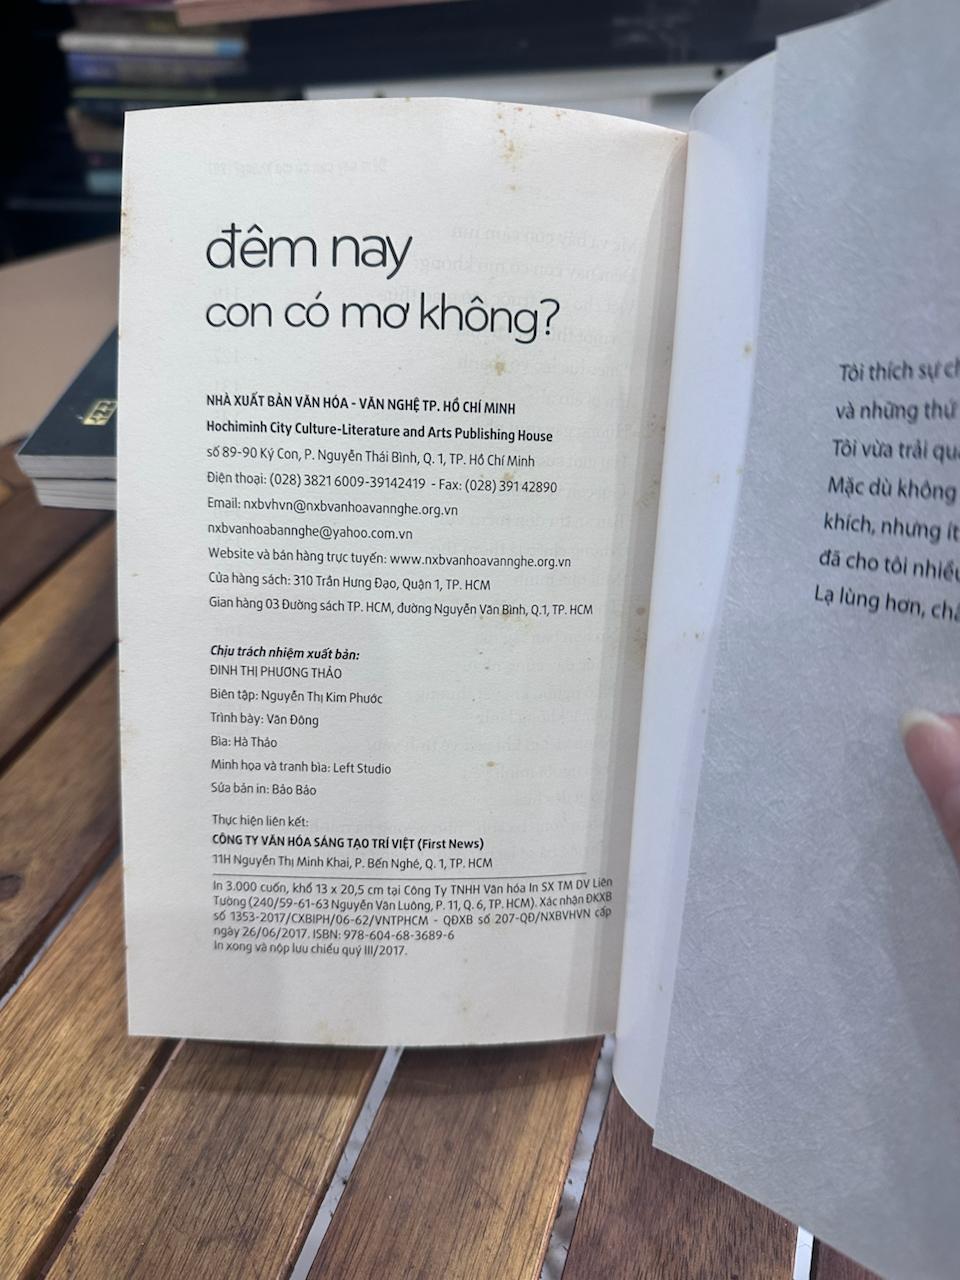 đêm nay
con có mơ không?
NHÀ XUẤT BẢN VĂN HÓA - VĂN NGHỆ TP. HỒ CHÍ MINH
Hochiminh City Culture-Literature and Arts Publishing House
số 89-90 Ký Con, P. Nguyễn Thái Bình, Q. 1, TP. Hồ Chí Minh
Điện thoại: (028) 3821 6009-39142419 - Fax: (028) 391 42890
Email: nxbvhvn@nxbvanhoavannghe.org.vn
nxbvanhoabannghe@yahoo.com.vn
Website và bán hàng trực tuyến: www.nxbvanhoavannghe.org.vn
Cửa hàng sách: 310 Trần Hưng Đạo, Quận 1, TP. HCM
Gian hàng 03 Đường sách TP. HCM, đường Nguyễn Văn Bình, Q.1, TP. HCM
Chịu trách nhiệm xuất bản:
ĐINH THỊ PHƯƠNG THẢO
Biên tập: Nguyễn Thị Kim Phước
Trình bày: Văn Đông
Bìa: Hà Thảo
Minh họa và tranh bìa: Left Studio
Sửa bản in: Bảo Bảo
Thực hiện liên kết:
CÔNG TY VĂN HÓA SÁNG TẠO TRÍ VIỆT (First News)
11H Nguyễn Thị Minh Khai, P. Bến Nghé, Q. 1, TP. HCM
In 3.000 cuốn, khổ 13 x 20,5 cm tại Công Ty TNHH Văn hóa In SX TM DV Liên
Tường (240/59-61-63 Nguyễn Văn Luông, P. 11, Q. 6, TP. HCM). Xác nhận ĐKXB
số 1353-2017/CXBIPH/06-62/VNTPHCM - QĐXB số 207-QĐ/NXBVHVN cấp
ngày 26/06/2017. ISBN: 978-604-68-3689-6
In xong và nộp lưu chiểu quý III/2017.
Tôi thích sự
và những thứ
Tôi vừa trải qua
Mặc dù không
khích, nhưng ít
đã cho tôi nhiều
Lạ lùng hơn,